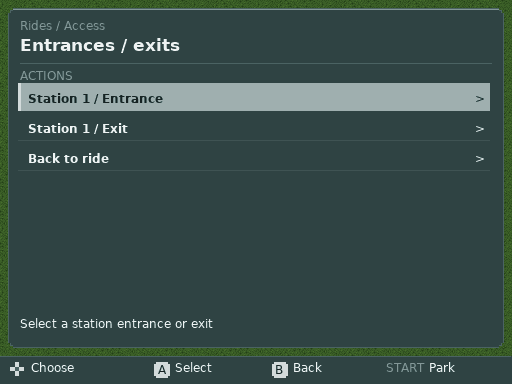 Rides / Access
Entrances / exits
ACTIONS
Station 1 / Entrance >
Station 1 / Exit >
Back to ride >
Select a station entrance or exit
Choose A Select B Back START Park